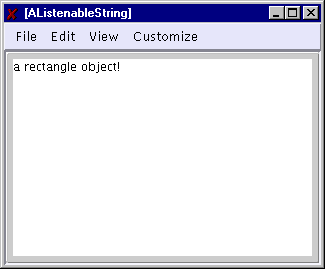 [AListenableString]
File Edit View Customize
a rectangle object!